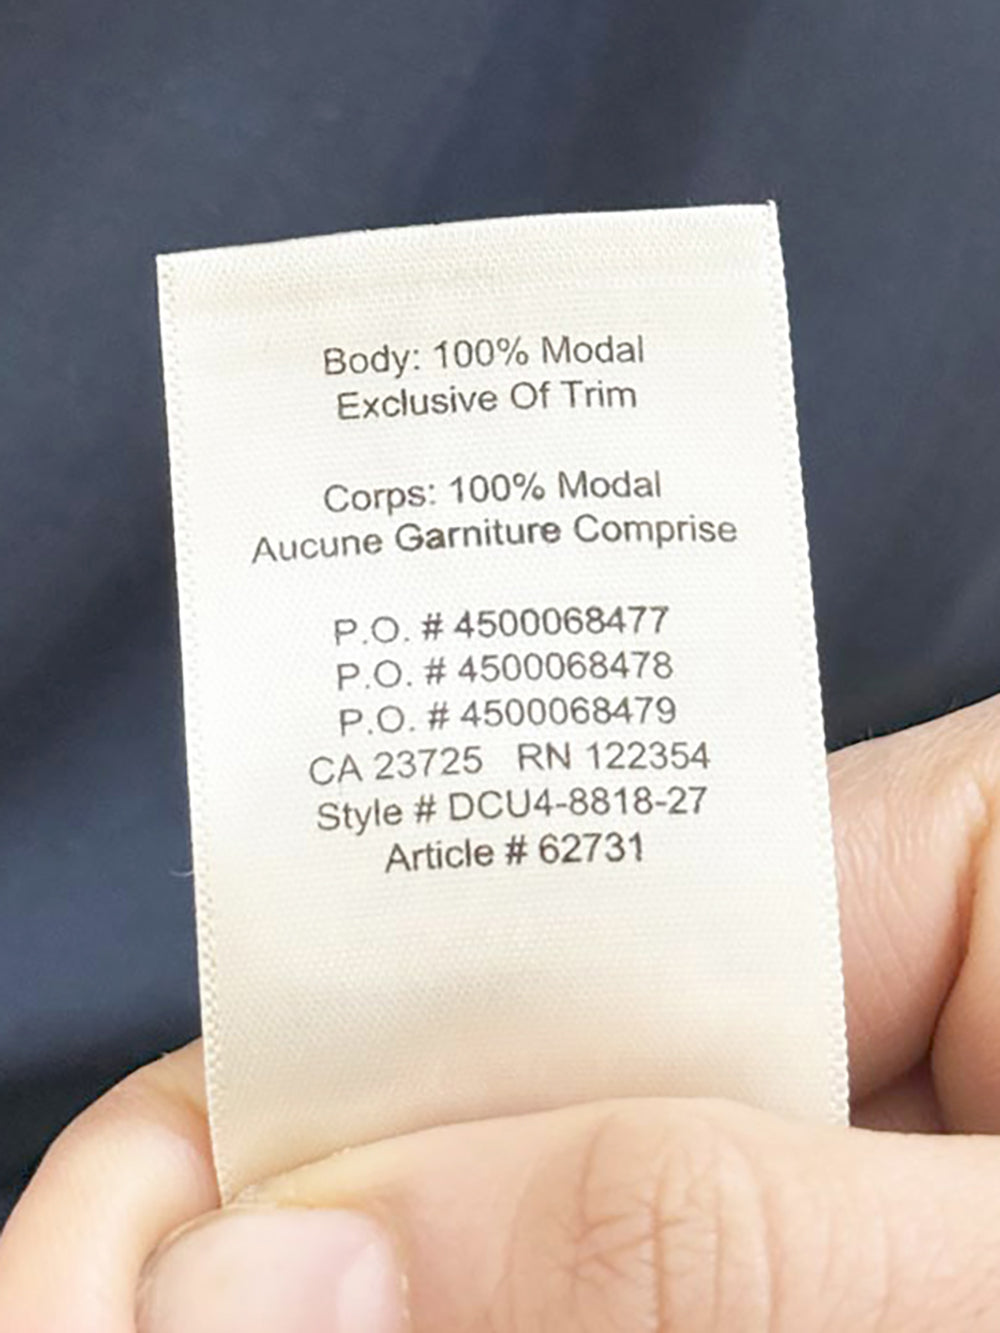 Body: 100% Modal
Exclusive Of Trim
Corps: 100% Modal
Aucune Garniture Comprise
P.O. # 4500068477
P.O. # 4500068478
P.O. # 4500068479
CA 23725 RN 122354
Style # DCU4-8818-27
Article # 62731